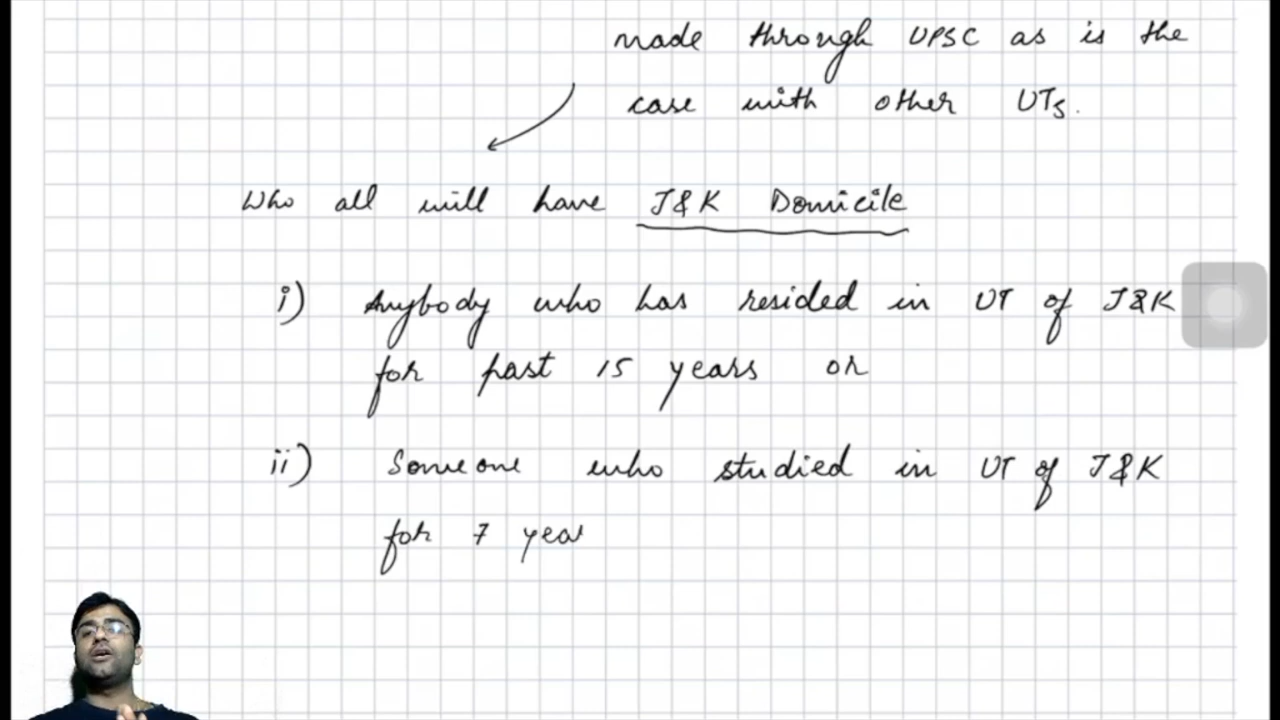 made through UPSC as is the
case with other UTs.
Who all will have J&K Domicile
i) Anybody who has resided in UT of J&K
for past 15 years or
ii) Someone who studied in UT of J&K
for 7 year